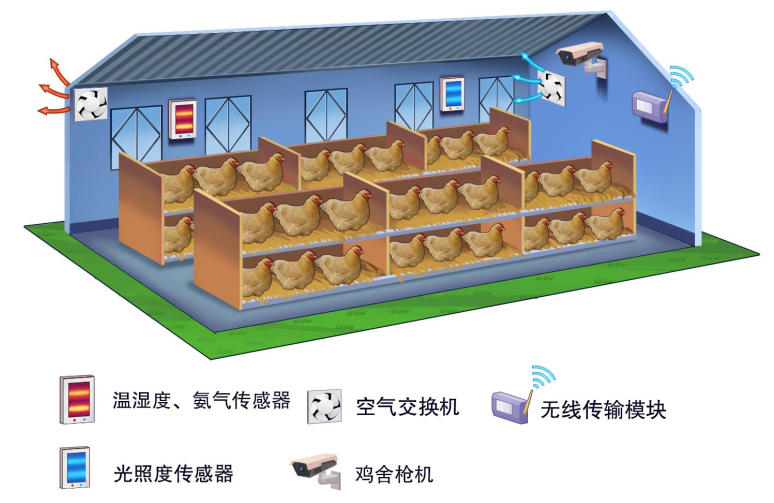 温湿度、氨气传感器
空气交换机
无线传输模块
光照度传感器
鸡舍枪机